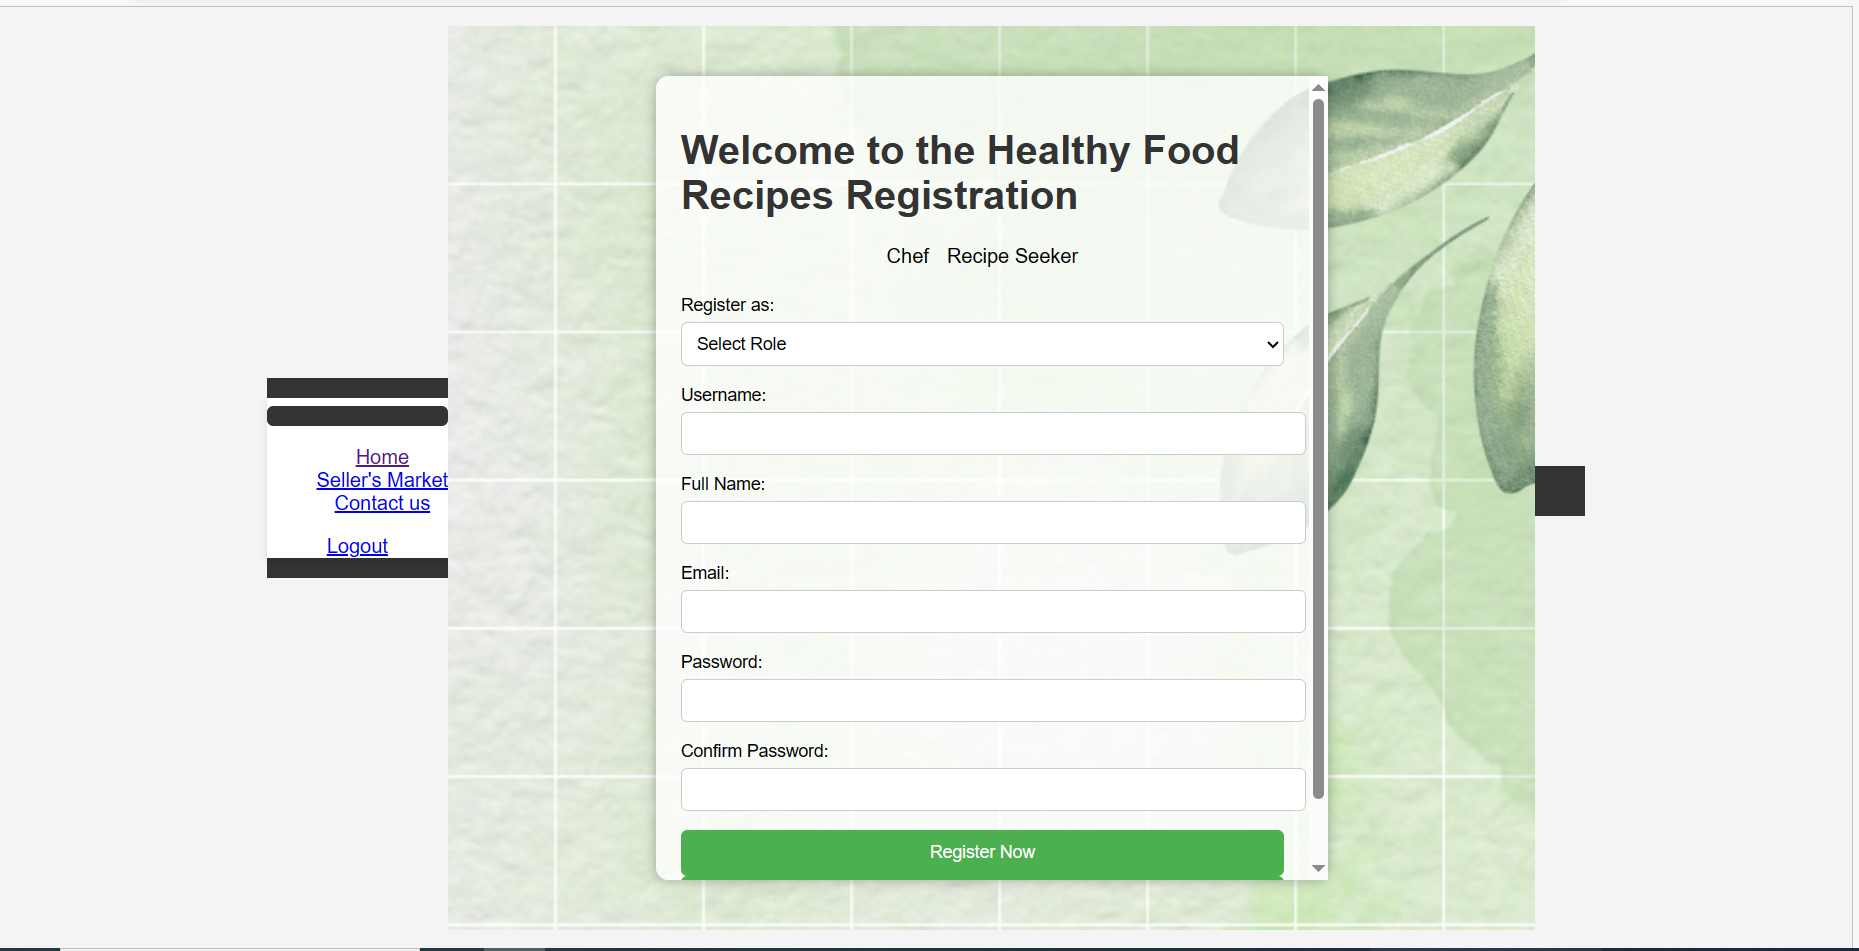 Home
Seller's Market
Contact us
Logout
Welcome to the Healthy Food
Recipes Registration
Chef Recipe Seeker
Register as:
Select Role
Username:
Full Name:
Email:
Password:
Confirm Password:
Register Now